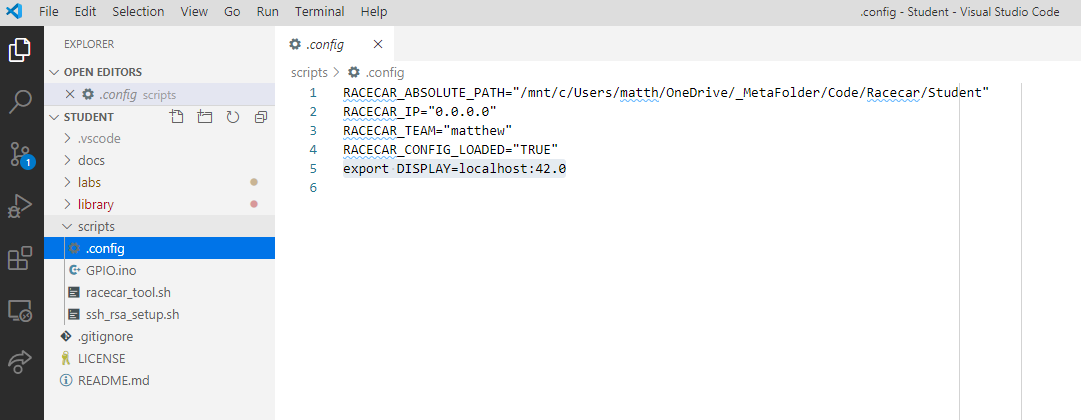 File Edit Selection View Go Run Terminal Help .config - Student - Visual Studio Code
EXPLORER
OPEN EDITORS
.config scripts
STUDENT
.vscode
docs
labs
library
scripts
.config
GPIO.ino
racecar_tool.sh
ssh_rsa_setup.sh
.gitignore
LICENSE
README.md
1
.config
scripts > .config
1 RACECAR_ABSOLUTE_PATH="/mnt/c/Users/matth/OneDrive/_MetaFolder/Code/Racecar/Student"
2 RACECAR_IP="0.0.0.0"
3 RACECAR_TEAM="matthew"
4 RACECAR_CONFIG_LOADED="TRUE"
5 export DISPLAY=localhost:42.0
6